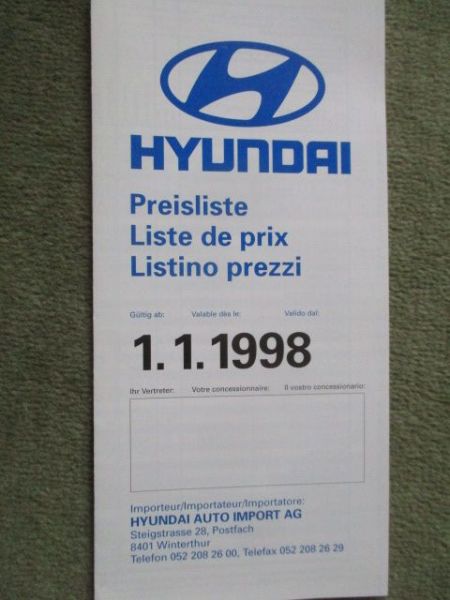 HYUNDAI
Preisliste
Liste de prix
Listino prezzi
Gültig ab: Valable dès le: Valido dal:
1.1.1998
Ihr Vertreter: Votre concessionnaire: Il vostro concessionario:
Importeur/Importateur/Importatore:
HYUNDAI AUTO IMPORT AG
Steigstrasse 28, Postfach
8401 Winterthur
Telefon 052 208 26 00, Telefax 052 208 26 29